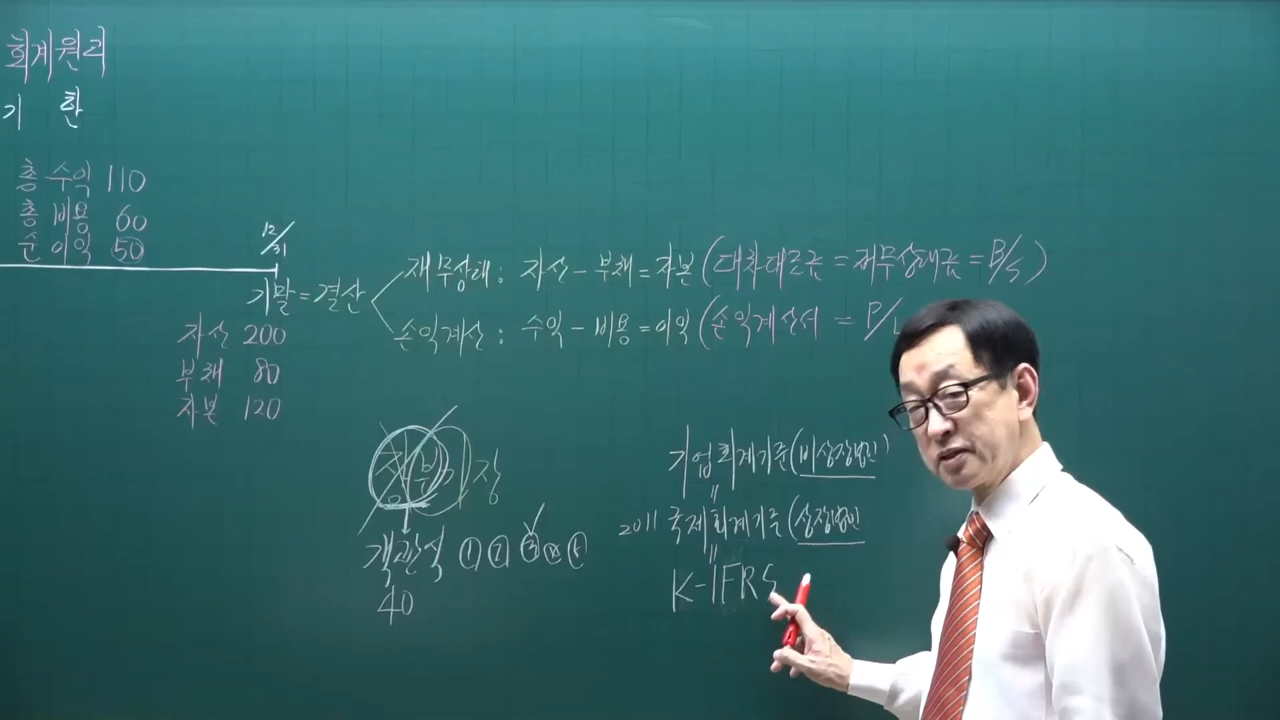 회계원리
기 환
총 수익 110
총 비용 60
순 이익 50
12/31
기말 = 결산
재무상태 : 자산 - 부채 = 자본 (대차대조표 = 재무상태표 = B/S)
손익계산 : 수익 - 비용 = 이익 (손익계산서 = P/
자산 200
부채 80
자본 120
장
객관식 ① ② ③ ④ ⑤
40
기업회계기준 (비상장법인)
"
2011 국제회계기준 (상장법인
"
K-IFRS